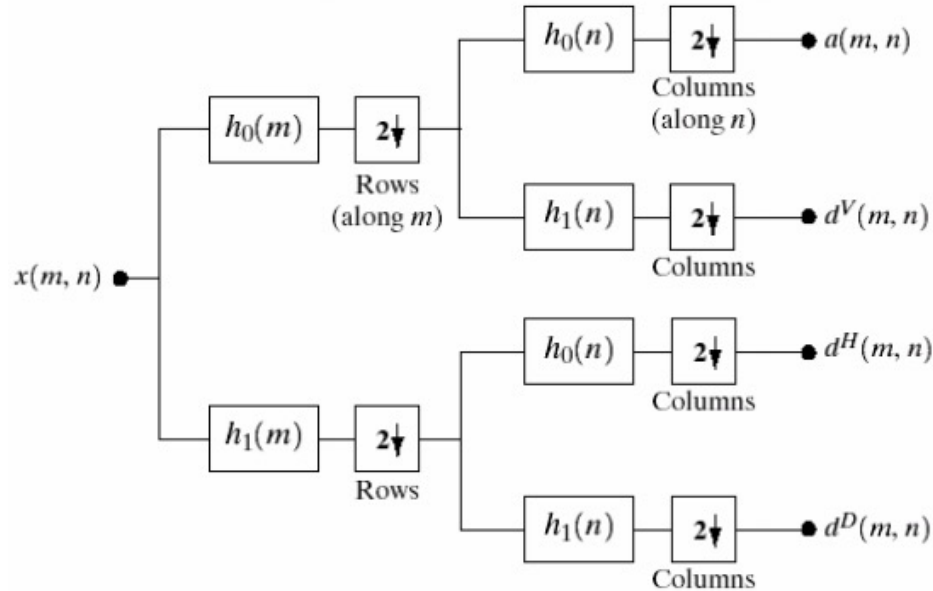 h₀(n) 2↓ a(m, n)
Columns
(along n)
h₀(m) 2↓
Rows
(along m)
h₁(n) 2↓ dⱽ(m, n)
Columns
x(m, n)
h₀(n) 2↓ dᴴ(m, n)
Columns
h₁(m) 2↓
Rows
h₁(n) 2↓ dᴰ(m, n)
Columns